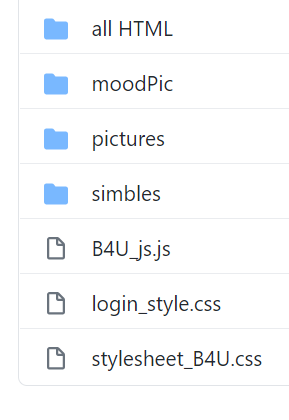 all HTML
moodPic
pictures
simbles
B4U_js.js
login_style.css
stylesheet_B4U.css